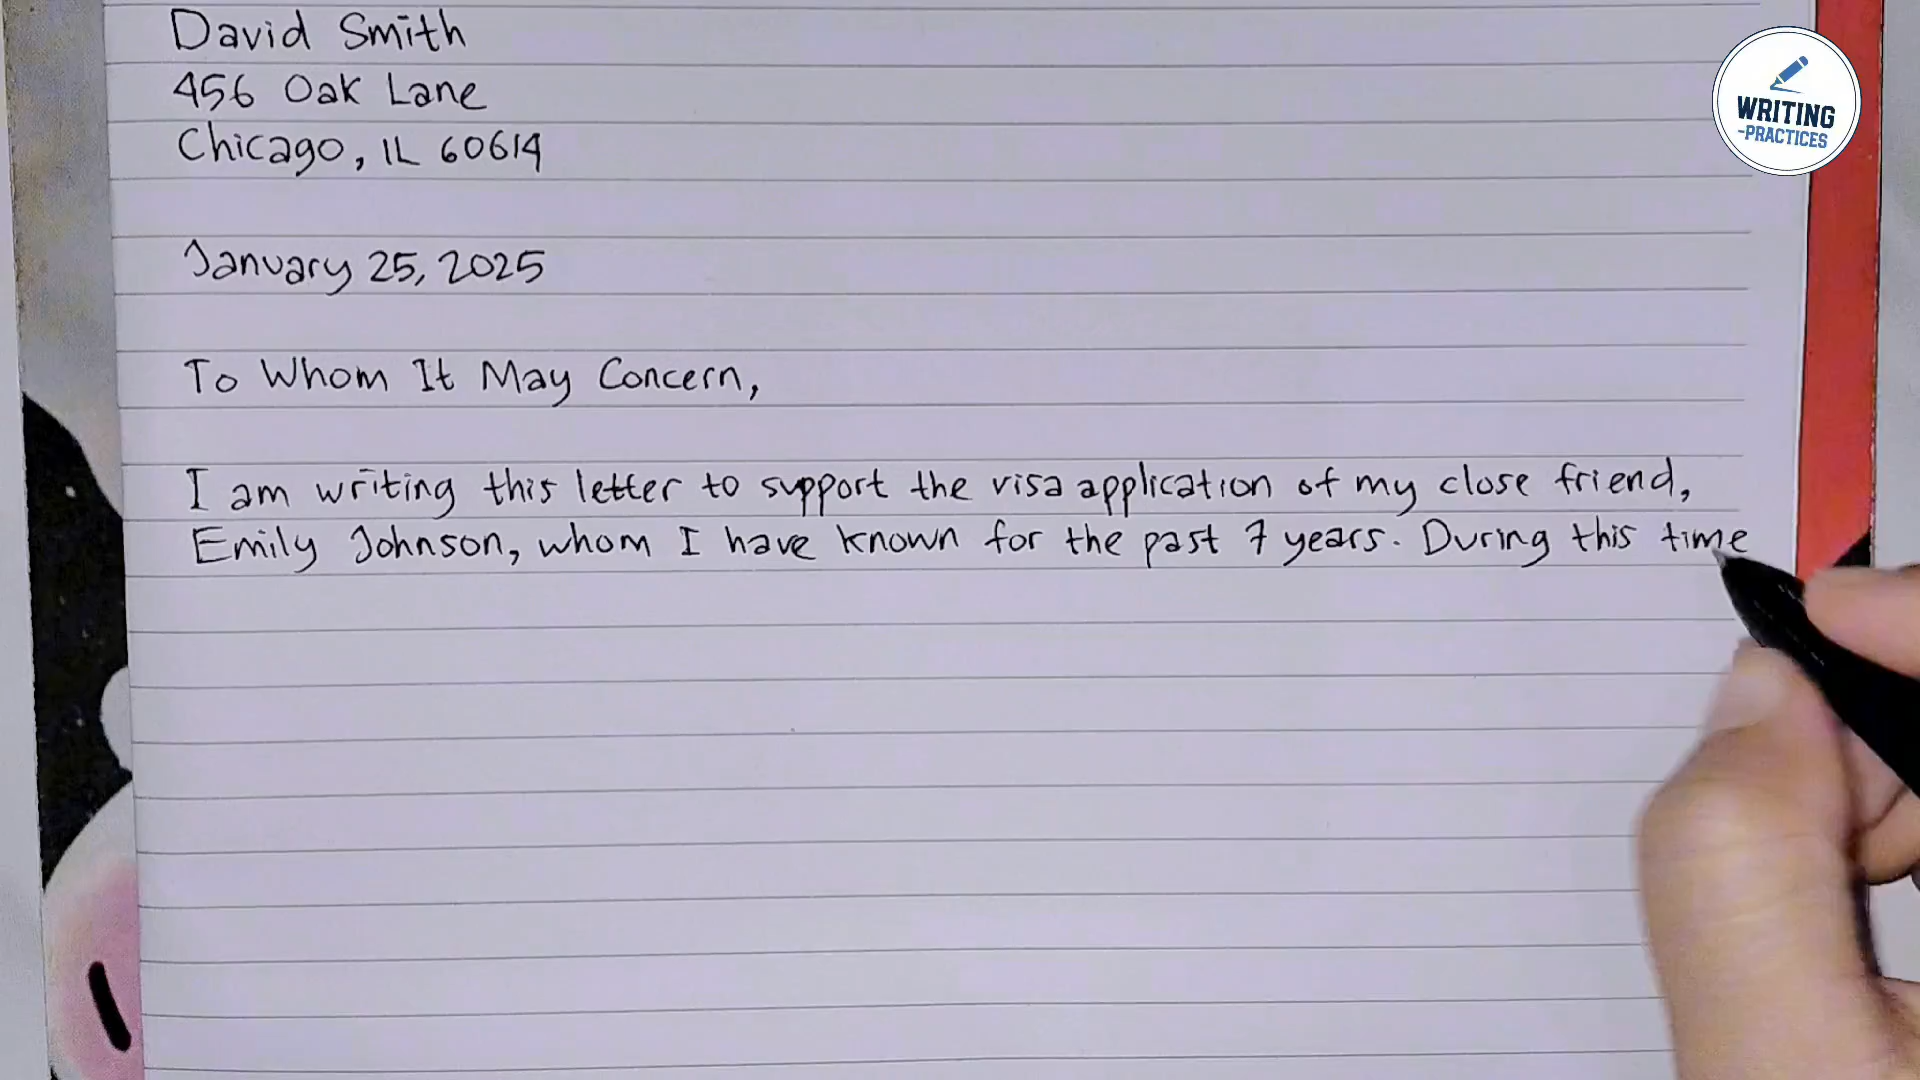 David Smith
456 Oak Lane
Chicago, IL 60614
January 25, 2025
To Whom It May Concern,
I am writing this letter to support the visa application of my close friend,
Emily Johnson, whom I have known for the past 7 years. During this time
WRITING
-PRACTICES